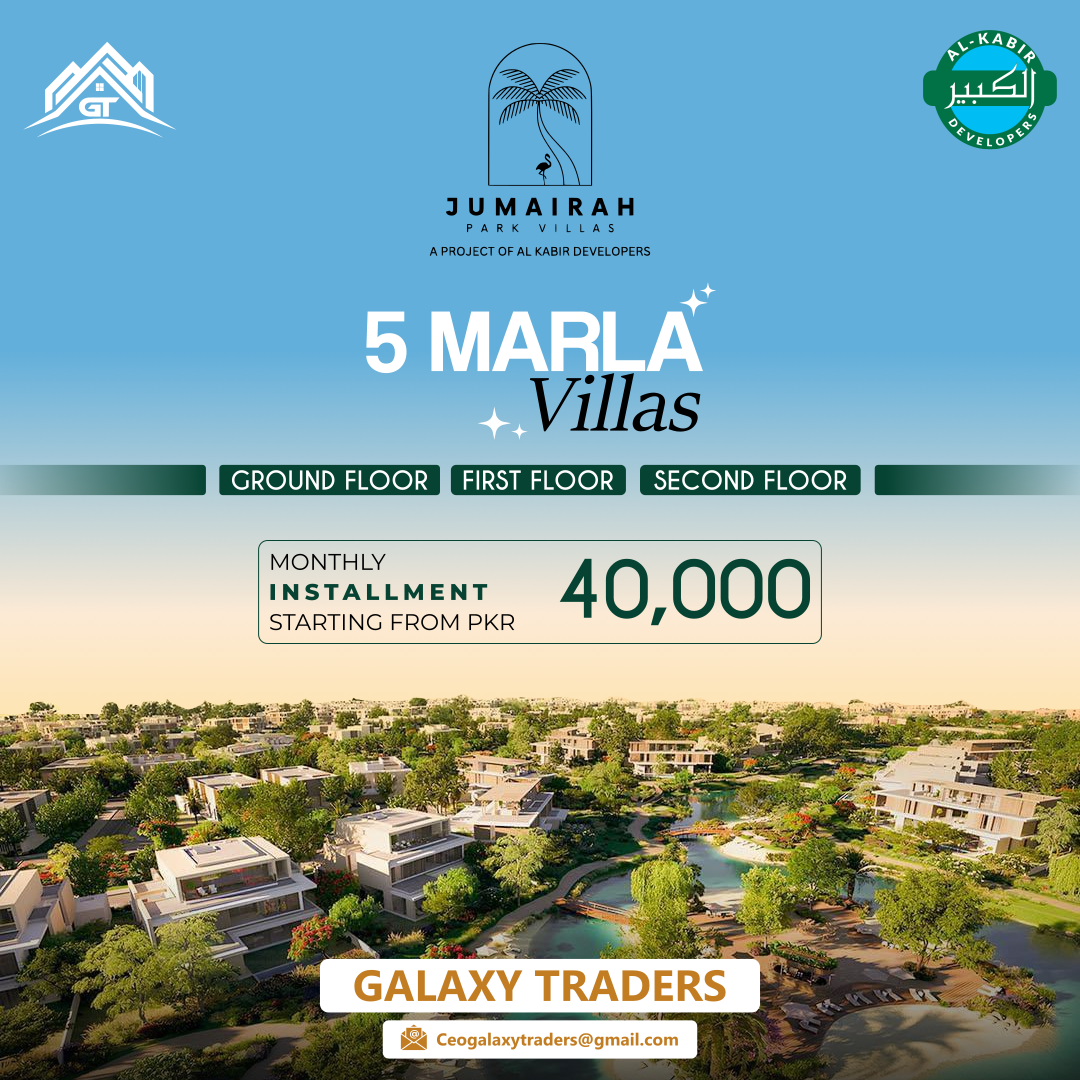 GT
AL-KABIR
الكبير
DEVELOPERS
JUMAIRAH
PARK VILLAS
A PROJECT OF AL KABIR DEVELOPERS
5 MARLA
Villas
GROUND FLOOR FIRST FLOOR SECOND FLOOR
MONTHLY
INSTALLMENT
STARTING FROM PKR
40,000
GALAXY TRADERS
Ceogalaxytraders@gmail.com